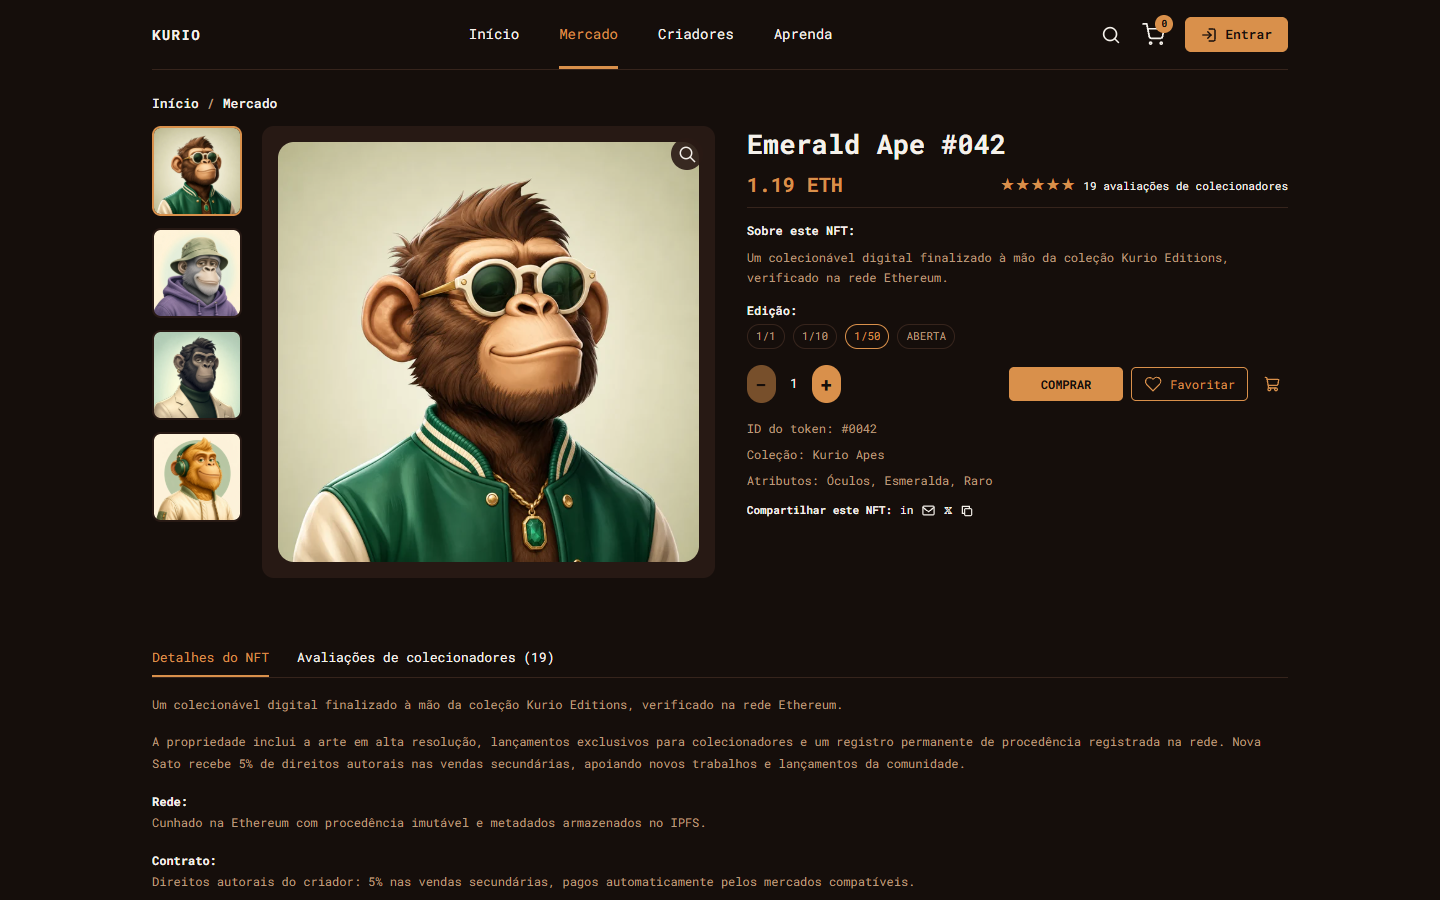 KURIO
Início
Mercado
Criadores
Aprenda
0
Entrar
Início / Mercado
Emerald Ape #042
1.19 ETH
★★★★★ 19 avaliações de colecionadores
Sobre este NFT:
Um colecionável digital finalizado à mão da coleção Kurio Editions,
verificado na rede Ethereum.
Edição:
1/1
1/10
1/50
ABERTA
− 1 +
COMPRAR
Favoritar
ID do token: #0042
Coleção: Kurio Apes
Atributos: Óculos, Esmeralda, Raro
Compartilhar este NFT: in 𝕏
Detalhes do NFT
Avaliações de colecionadores (19)
Um colecionável digital finalizado à mão da coleção Kurio Editions, verificado na rede Ethereum.
A propriedade inclui a arte em alta resolução, lançamentos exclusivos para colecionadores e um registro permanente de procedência registrada na rede. Nova
Sato recebe 5% de direitos autorais nas vendas secundárias, apoiando novos trabalhos e lançamentos da comunidade.
Rede:
Cunhado na Ethereum com procedência imutável e metadados armazenados no IPFS.
Contrato:
Direitos autorais do criador: 5% nas vendas secundárias, pagos automaticamente pelos mercados compatíveis.